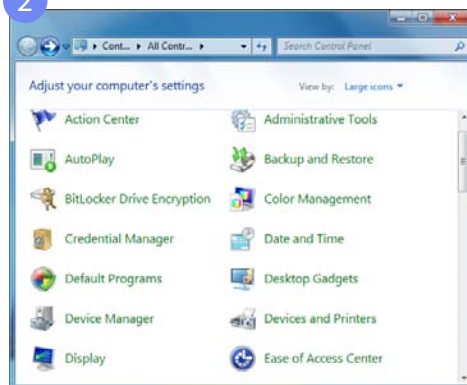 2
Cont... All Contr...
Search Control Panel
Adjust your computer's settings
View by: Large icons
Action Center
Administrative Tools
AutoPlay
Backup and Restore
BitLocker Drive Encryption
Color Management
Credential Manager
Date and Time
Default Programs
Desktop Gadgets
Device Manager
Devices and Printers
Display
Ease of Access Center